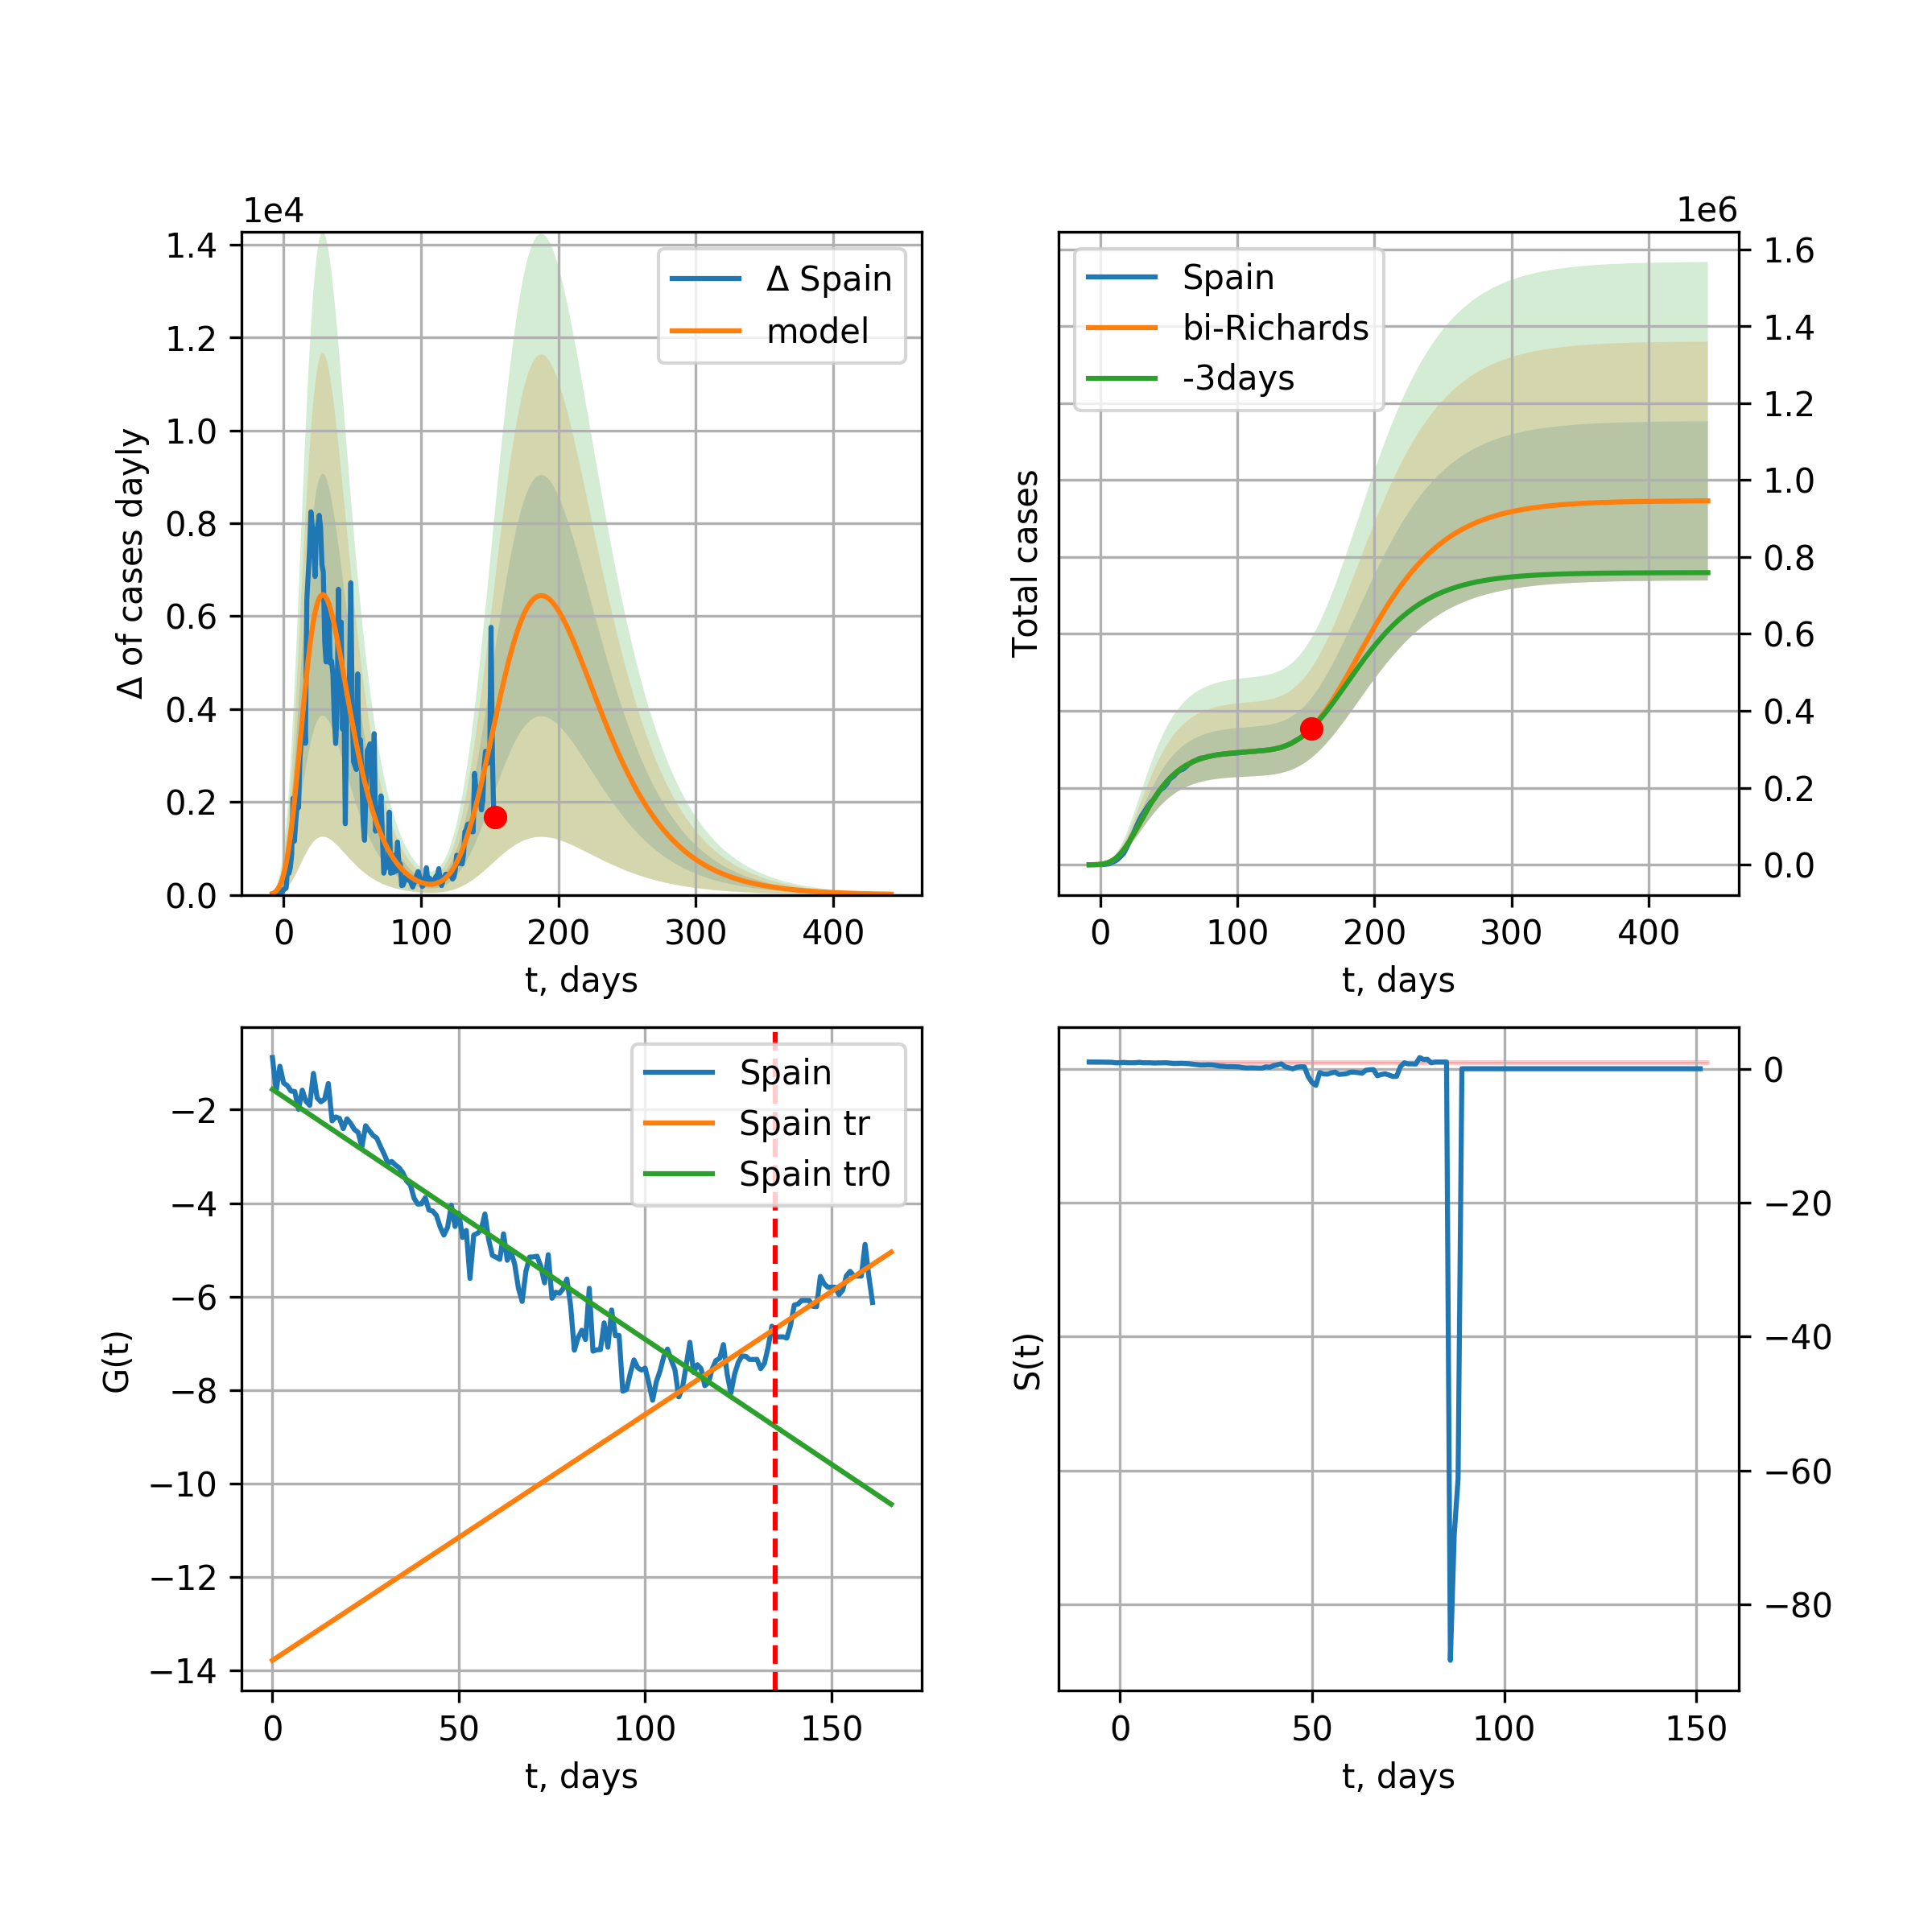 1e4
Δ of cases dayly
1.4
1.2
1.0
0.8
0.6
0.4
0.2
0.0
Δ Spain
model
0 100 200 300 400
t, days
1e6
Total cases
Spain
bi-Richards
-3days
1.6
1.4
1.2
1.0
0.8
0.6
0.4
0.2
0.0
0 100 200 300 400
t, days
G(t)
−2
−4
−6
−8
−10
−12
−14
Spain
Spain tr
Spain tr0
0 50 100 150
t, days
S(t)
0
−20
−40
−60
−80
0 50 100 150
t, days